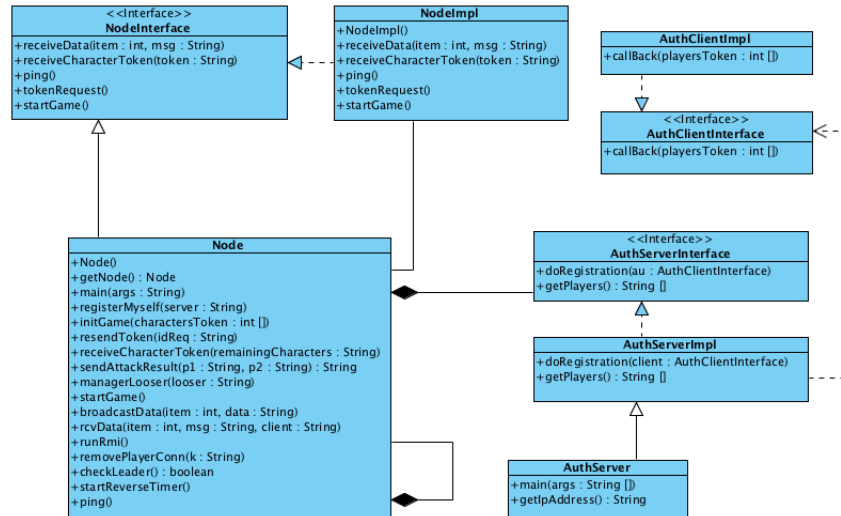 <<Interface>>
NodeInterface
+receiveData(item : int, msg : String)
+receiveCharacterToken(token : String)
+ping()
+tokenRequest()
+startGame()
NodeImpl
+NodeImpl()
+receiveData(item : int, msg : String)
+receiveCharacterToken(token : String)
+ping()
+tokenRequest()
+startGame()
AuthClientImpl
+callBack(playersToken : int [])
<<Interface>>
AuthClientInterface
+callBack(playersToken : int [])
Node
+Node()
+getNode() : Node
+main(args : String)
+registerMyself(server : String)
+initGame(charactersToken : int [])
+resendToken(idReq : String)
+receiveCharacterToken(remainingCharacters : String)
+sendAttackResult(p1 : String, p2 : String) : String
+managerLooser(looser : String)
+startGame()
+broadcastData(item : int, data : String)
+rcvData(item : int, msg : String, client : String)
+runRmi()
+removePlayerConn(k : String)
+checkLeader() : boolean
+startReverseTimer()
+ping()
<<Interface>>
AuthServerInterface
+doRegistration(au : AuthClientInterface)
+getPlayers() : String []
AuthServerImpl
+doRegistration(client : AuthClientInterface)
+getPlayers() : String []
AuthServer
+main(args : String [])
+getIpAddress() : String